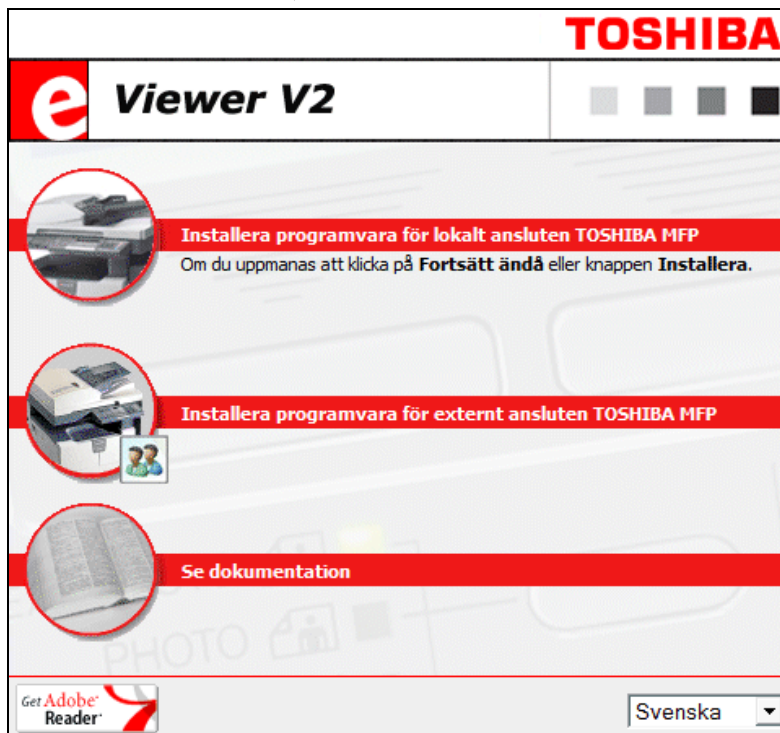 TOSHIBA
e Viewer V2
Installera programvara för lokalt ansluten TOSHIBA MFP
Om du uppmanas att klicka på Fortsätt ändå eller knappen Installera.
Installera programvara för externt ansluten TOSHIBA MFP
Se dokumentation
PHOTO
Get Adobe
Reader
Svenska